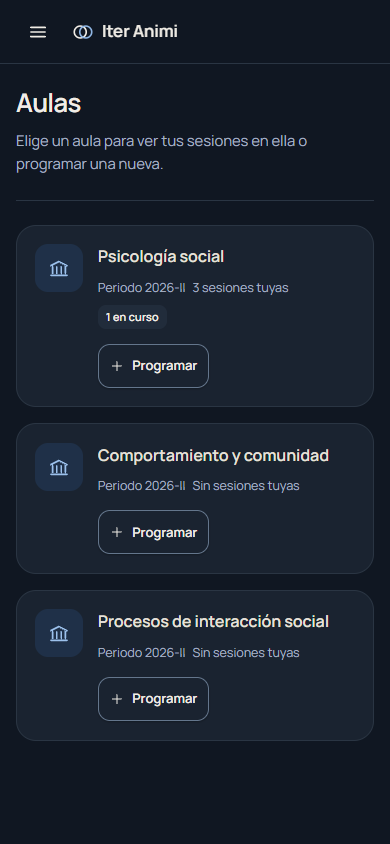 Iter Animi
Aulas
Elige un aula para ver tus sesiones en ella o
programar una nueva.
Psicología social
Periodo 2026-II 3 sesiones tuyas
1 en curso
+ Programar
Comportamiento y comunidad
Periodo 2026-II Sin sesiones tuyas
+ Programar
Procesos de interacción social
Periodo 2026-II Sin sesiones tuyas
+ Programar